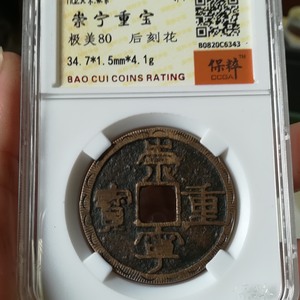 崇宁重宝
极美80 后刻花
34.7*1.5mm*4.1g
BAO CUI COINS RATING
80820C6343
保粹
CCGA
崇
寧
重
寶